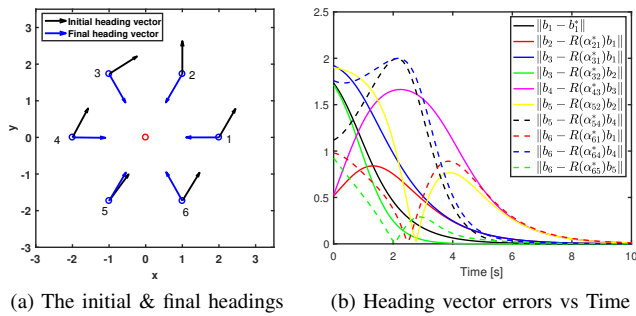 Initial heading vector
Final heading vector
3
2
1
0
-1
-2
-3
y
-3 -2 -1 0 1 2 3
x
3
2
4
1
5
6
2.5
2
1.5
1
0.5
0
0 2 4 6 8 10
Time [s]
‖b₁ − b₁*‖
‖b₂ − R(α₂₁*)b₁‖
‖b₃ − R(α₃₁*)b₁‖
‖b₃ − R(α₃₂*)b₂‖
‖b₄ − R(α₄₃*)b₃‖
‖b₅ − R(α₅₂*)b₂‖
‖b₅ − R(α₅₄*)b₄‖
‖b₆ − R(α₆₁*)b₁‖
‖b₆ − R(α₆₄*)b₄‖
‖b₆ − R(α₆₅*)b₅‖
(a) The initial & final headings
(b) Heading vector errors vs Time